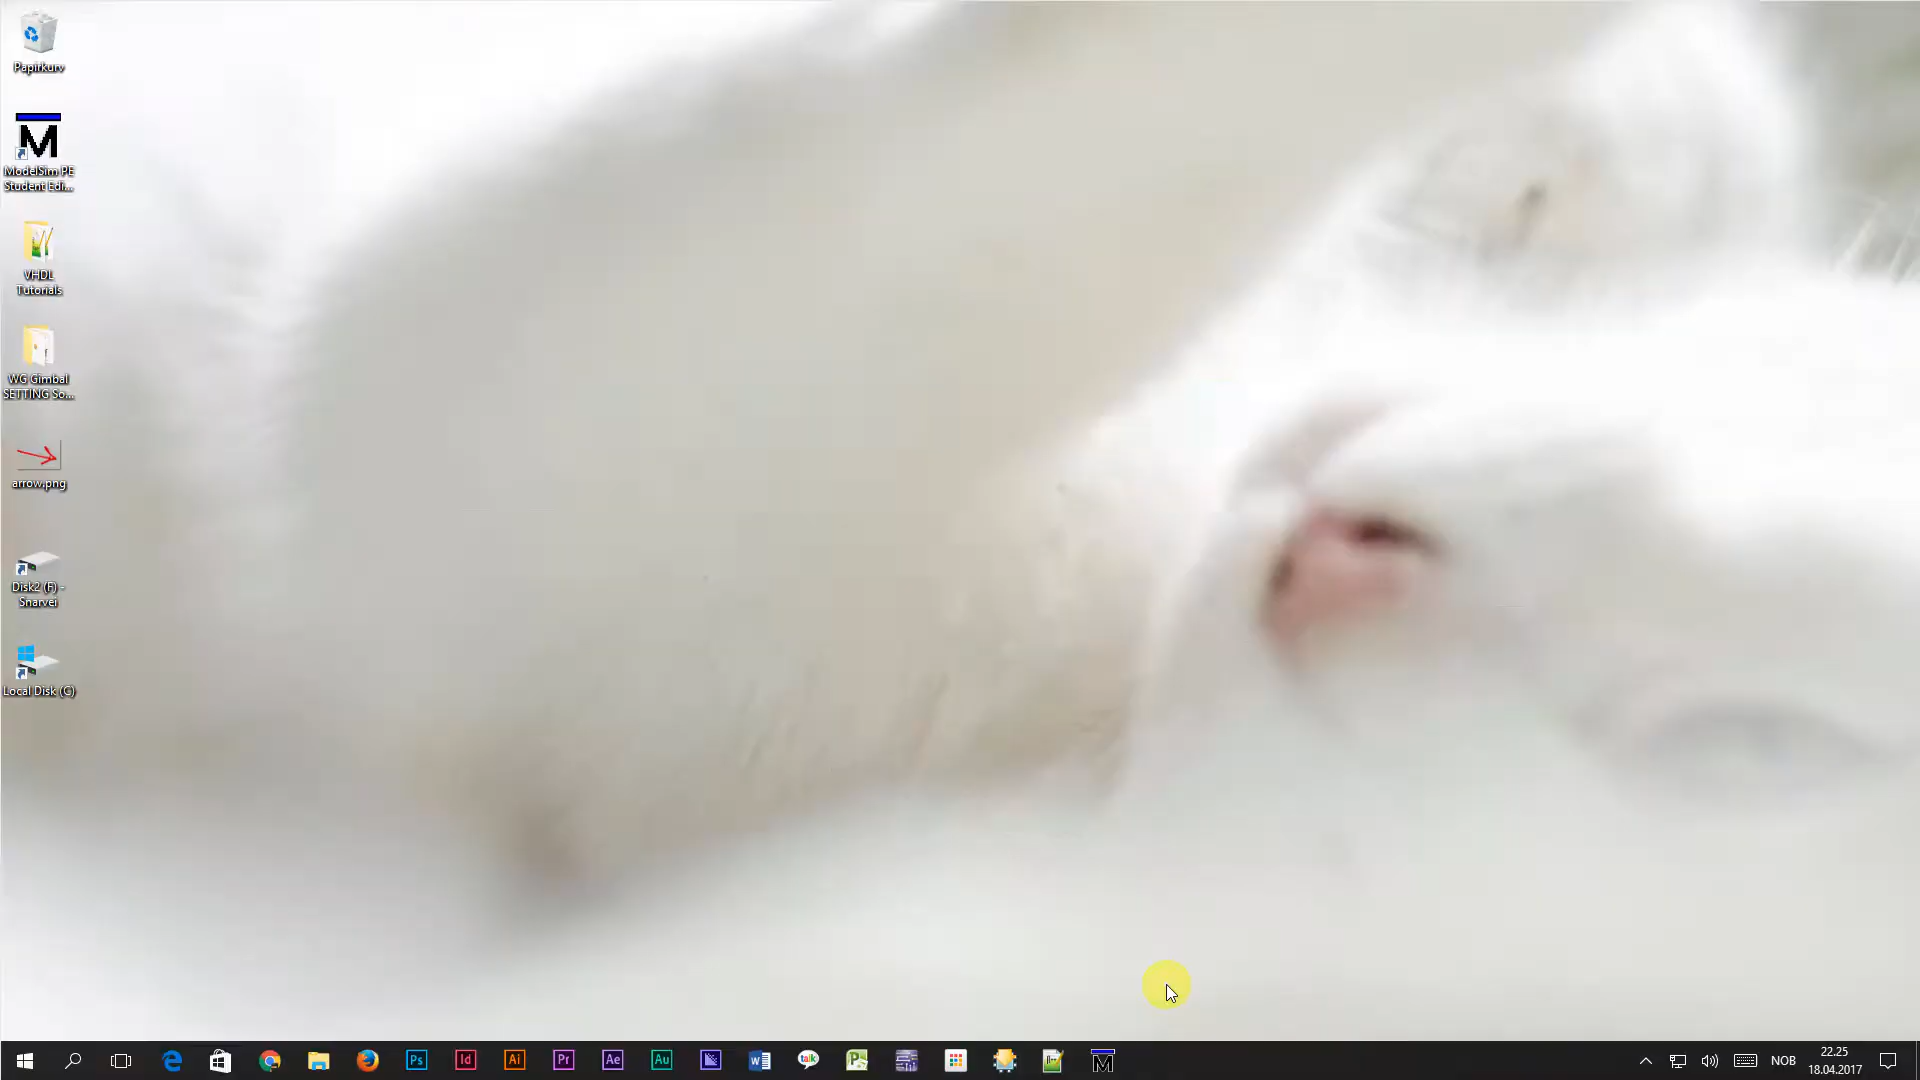 Papirkurv
ModelSim PE
Student Edi...
VHDL
Tutorials
WG Gimbal
SETTING So...
arrow.png
Disk2 (F) -
Snarvei
Local Disk (C)
Ps
Id
Ai
Pr
Ae
Au
talk
M
NOB
22.25
18.04.2017